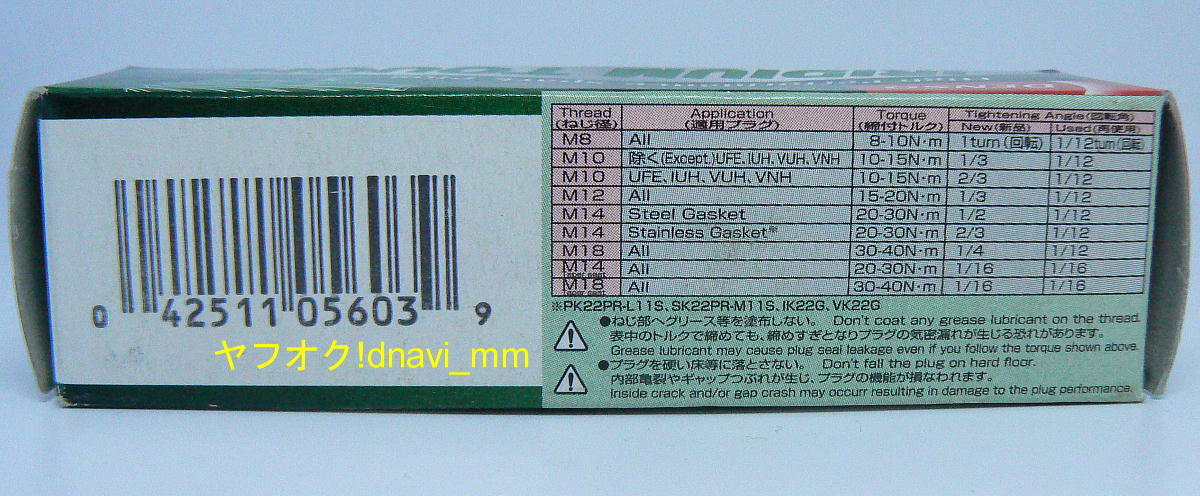 IRIDIUM TOUGH
Thread (ねじ径) Application (適用プラグ) Torque (締付トルク) Tightening Angle (回転角)
New (新品) Used (再使用)
M8 All 8-10N·m 1turn (回転) 1/12turn (回転)
M10 除く(Except)UFE、IUH、VUH、VNH 10-15N·m 1/3 1/12
M10 UFE、IUH、VUH、VNH 10-15N·m 2/3 1/12
M12 All 15-20N·m 1/3 1/12
M14 Steel Gasket 20-30N·m 1/2 1/12
M14 Stainless Gasket※ 20-30N·m 2/3 1/12
M18 All 30-40N·m 1/4 1/12
M14 All 20-30N·m 1/16 1/16
M18 All 30-40N·m 1/16 1/16
※PK22PR-L11S、SK22PR-M11S、IK22G、VK22G
●ねじ部へグリース等を塗布しない。 Don't coat any grease lubricant on the thread.
表中のトルクで締めても、締めすぎとなりプラグの気密漏れが生じる恐れがあります。
Grease lubricant may cause plug seal leakage even if you follow the torque shown above.
●プラグを硬い床等に落とさない。 Don't fall the plug on hard floor.
内部亀裂やギャップつぶれが生じ、プラグの機能が損なわれます。
Inside crack and/or gap crash may occurr resulting in damage to the plug performance.
0 42511 05603 9
ヤフオク!dnavi_mm